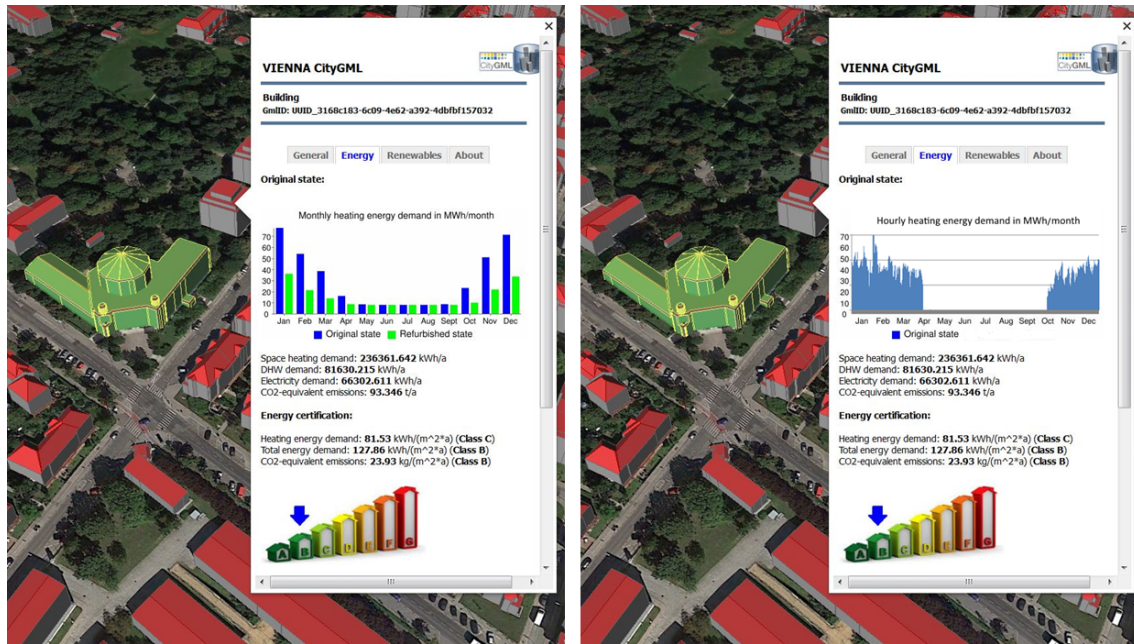 ×
VIENNA CityGML
CityGML
Building
GmlID: UUID_3168c183-6c09-4e62-a392-4dbfbf157032
General Energy Renewables About
Original state:
Monthly heating energy demand in MWh/month
70
60
50
40
30
20
10
0
Jan Feb Mar Apr May Jun Jul Aug Sept Oct Nov Dec
Original state Refurbished state
Space heating demand: 236361.642 kWh/a
DHW demand: 81630.215 kWh/a
Electricity demand: 66302.611 kWh/a
CO2-equivalent emissions: 93.346 t/a
Energy certification:
Heating energy demand: 81.53 kWh/(m^2*a) (Class C)
Total energy demand: 127.86 kWh/(m^2*a) (Class B)
CO2-equivalent emissions: 23.93 kg/(m^2*a) (Class B)
A B C D E F G
×
VIENNA CityGML
CityGML
Building
GmlID: UUID_3168c183-6c09-4e62-a392-4dbfbf157032
General Energy Renewables About
Original state:
Hourly heating energy demand in MWh/month
70
60
50
40
30
20
10
0
Jan Feb Mar Apr May Jun Jul Aug Sept Oct Nov Dec
Original state
Space heating demand: 236361.642 kWh/a
DHW demand: 81630.215 kWh/a
Electricity demand: 66302.611 kWh/a
CO2-equivalent emissions: 93.346 t/a
Energy certification:
Heating energy demand: 81.53 kWh/(m^2*a) (Class C)
Total energy demand: 127.86 kWh/(m^2*a) (Class B)
CO2-equivalent emissions: 23.93 kg/(m^2*a) (Class B)
A B C D E F G